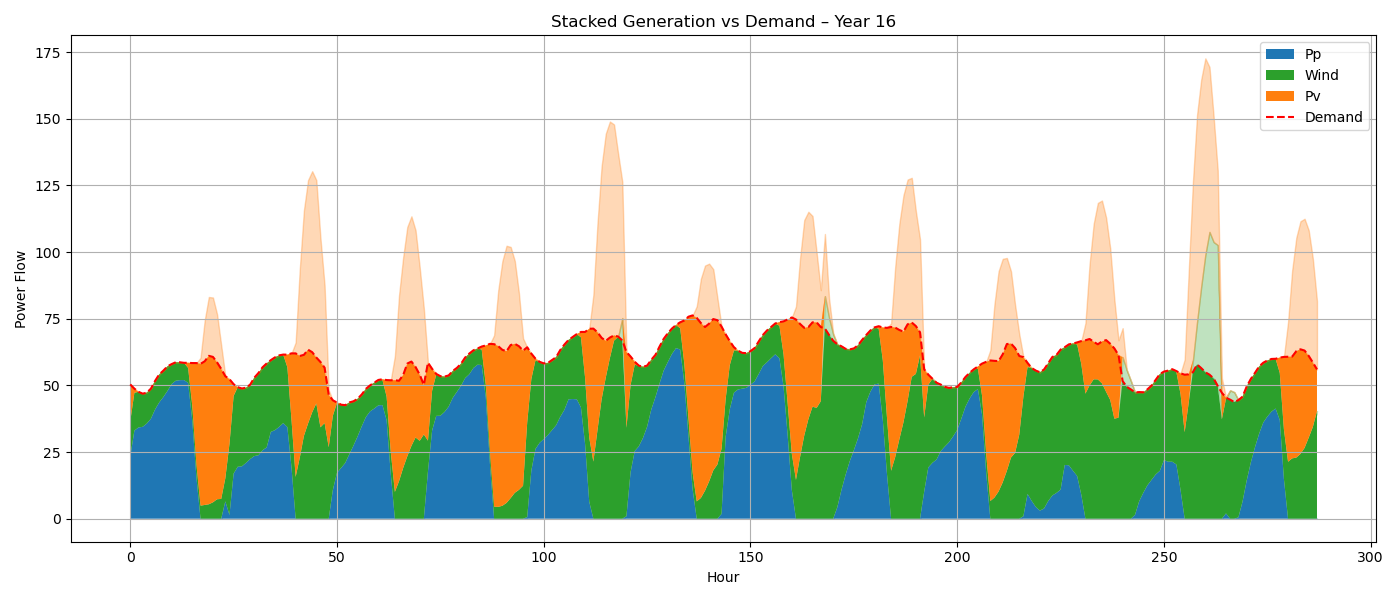 Stacked Generation vs Demand – Year 16
Pp
Wind
Pv
Demand
Power Flow
175
150
125
100
75
50
25
0
0 50 100 150 200 250 300
Hour